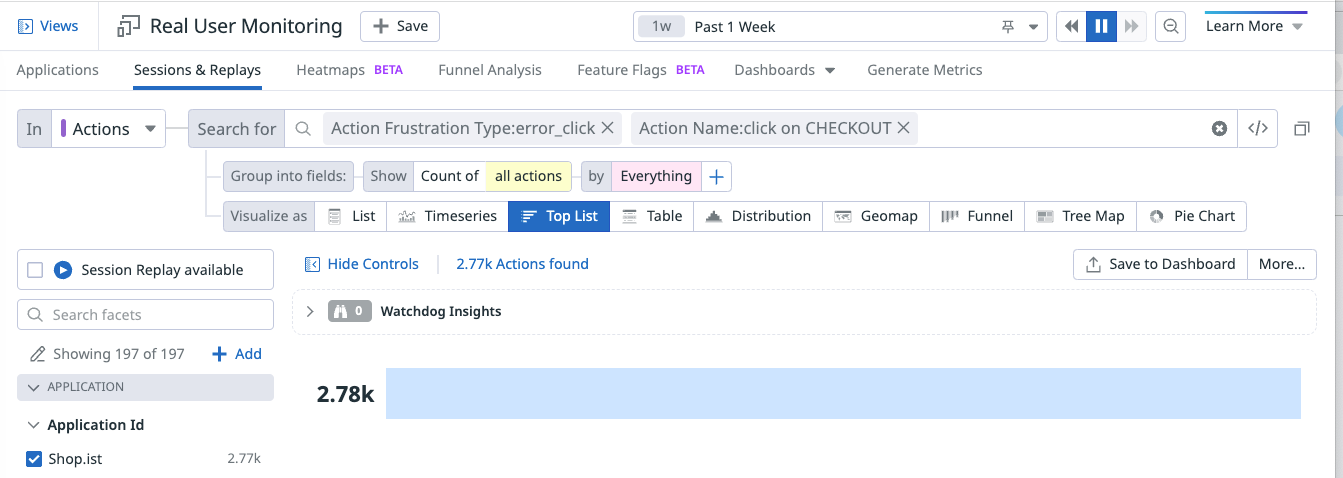 Views
Real User Monitoring
+ Save
1w Past 1 Week
Learn More
Applications Sessions & Replays Heatmaps BETA Funnel Analysis Feature Flags BETA Dashboards Generate Metrics
In Actions Search for Action Frustration Type:error_click Action Name:click on CHECKOUT </>
Group into fields: Show Count of all actions by Everything +
Visualize as List Timeseries Top List Table Distribution Geomap Funnel Tree Map Pie Chart
Session Replay available
Hide Controls 2.77k Actions found Save to Dashboard More...
Search facets
0 Watchdog Insights
Showing 197 of 197 + Add
APPLICATION
2.78k
Application Id
Shop.ist 2.77k